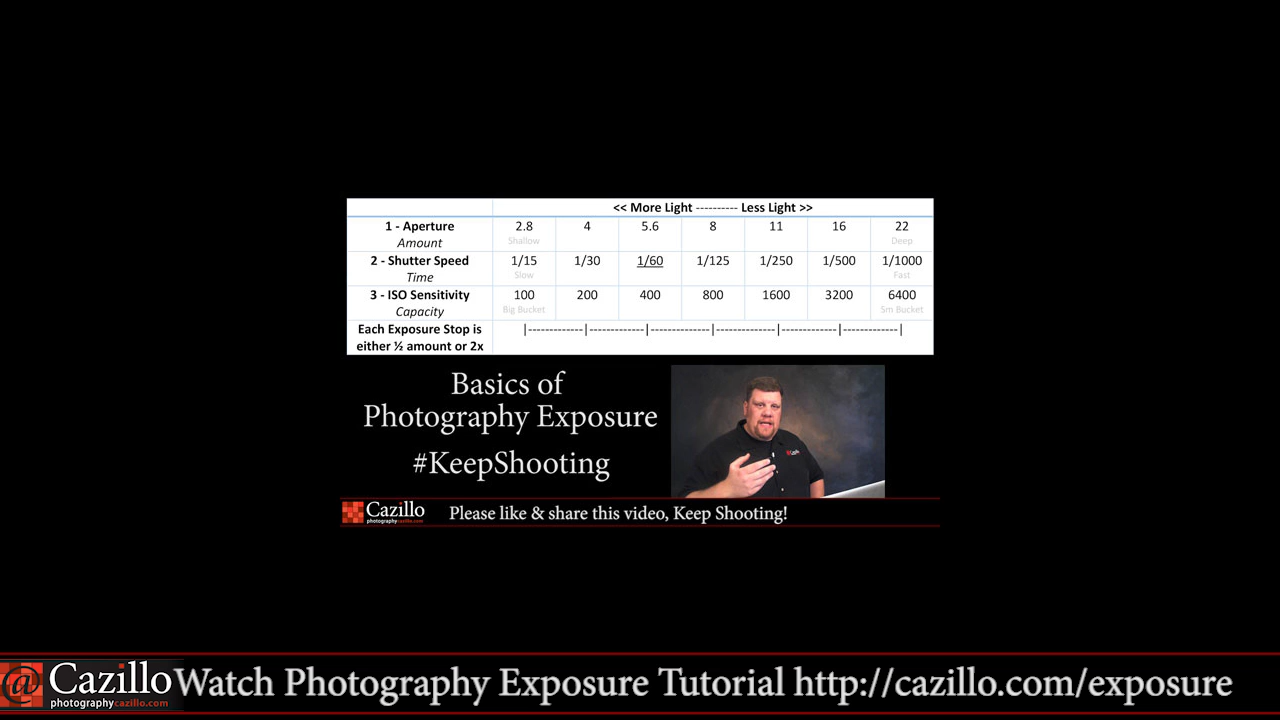 << More Light ---------- Less Light >>
1 - Aperture 2.8 4 5.6 8 11 16 22
Amount Shallow Deep
2 - Shutter Speed 1/15 1/30 1/60 1/125 1/250 1/500 1/1000
Time Slow Fast
3 - ISO Sensitivity 100 200 400 800 1600 3200 6400
Capacity Big Bucket Sm Bucket
Each Exposure Stop is |-------------|-------------|-------------|-------------|-------------|-------------|
either ½ amount or 2x
Basics of
Photography Exposure
#KeepShooting
Cazillo Please like & share this video, Keep Shooting!
photographycazillo.com
@ Cazillo Watch Photography Exposure Tutorial http://cazillo.com/exposure
photographycazillo.com